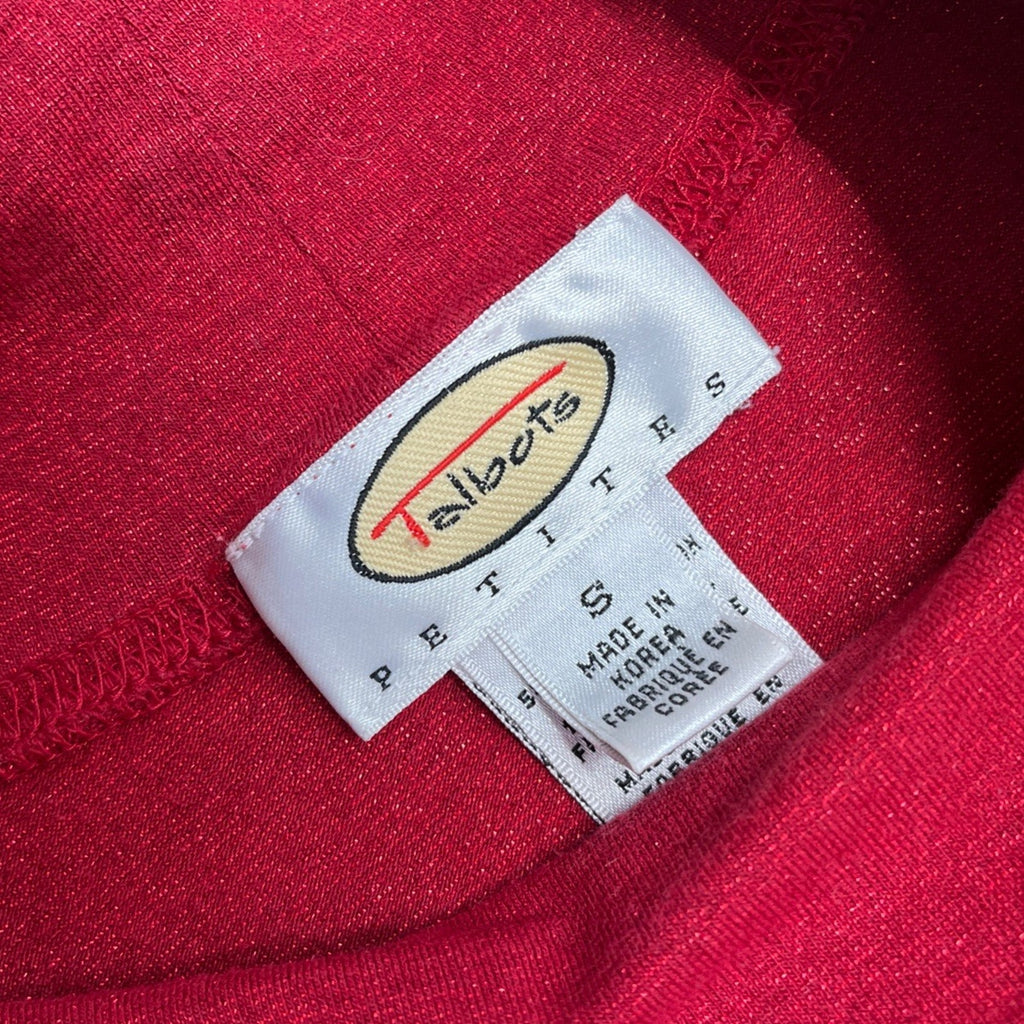 Talbots
PETITES
S
MADE IN
KOREA
FABRIQUE EN
CORÉE